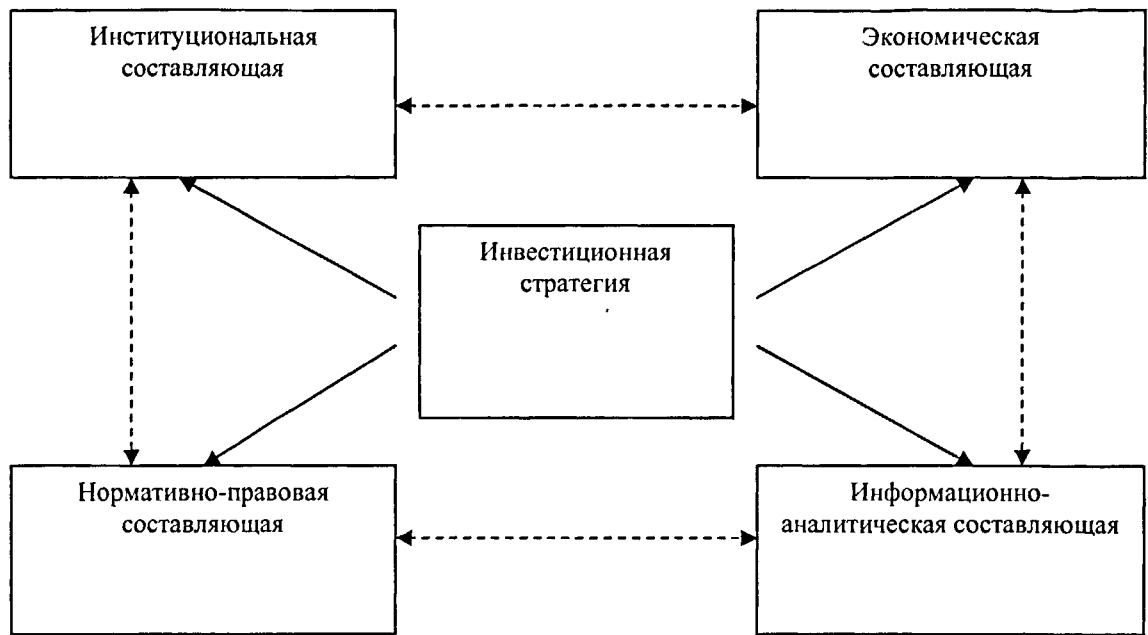 Институциональная
составляющая
Экономическая
составляющая
Инвестиционная
стратегия
Нормативно-правовая
составляющая
Информационно-
аналитическая составляющая